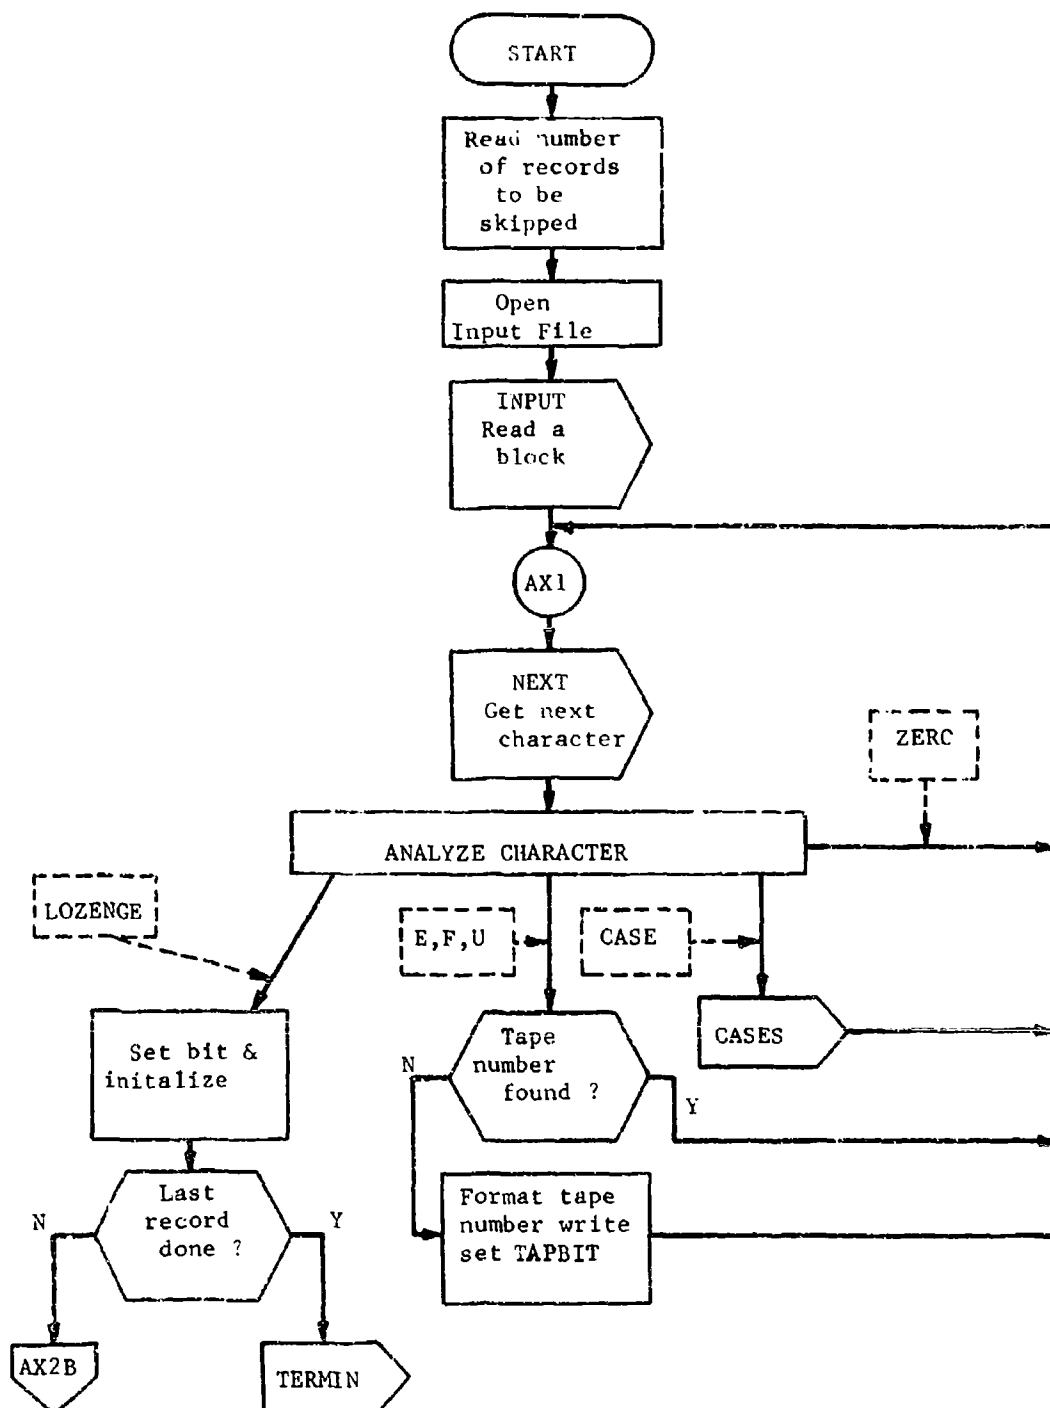 START
Read number
of records
to be
skipped
Open
Input File
INPUT
Read a
block
AX1
NEXT
Get next
character
ZERC
ANALYZE CHARACTER
LOZENGE
E,F,U
CASE
Set bit &
initalize
Tape
number
found ?
N
Y
CASES
Last
record
done ?
N
Y
Format tape
number write
set TAPBIT
AX2B
TERMIN